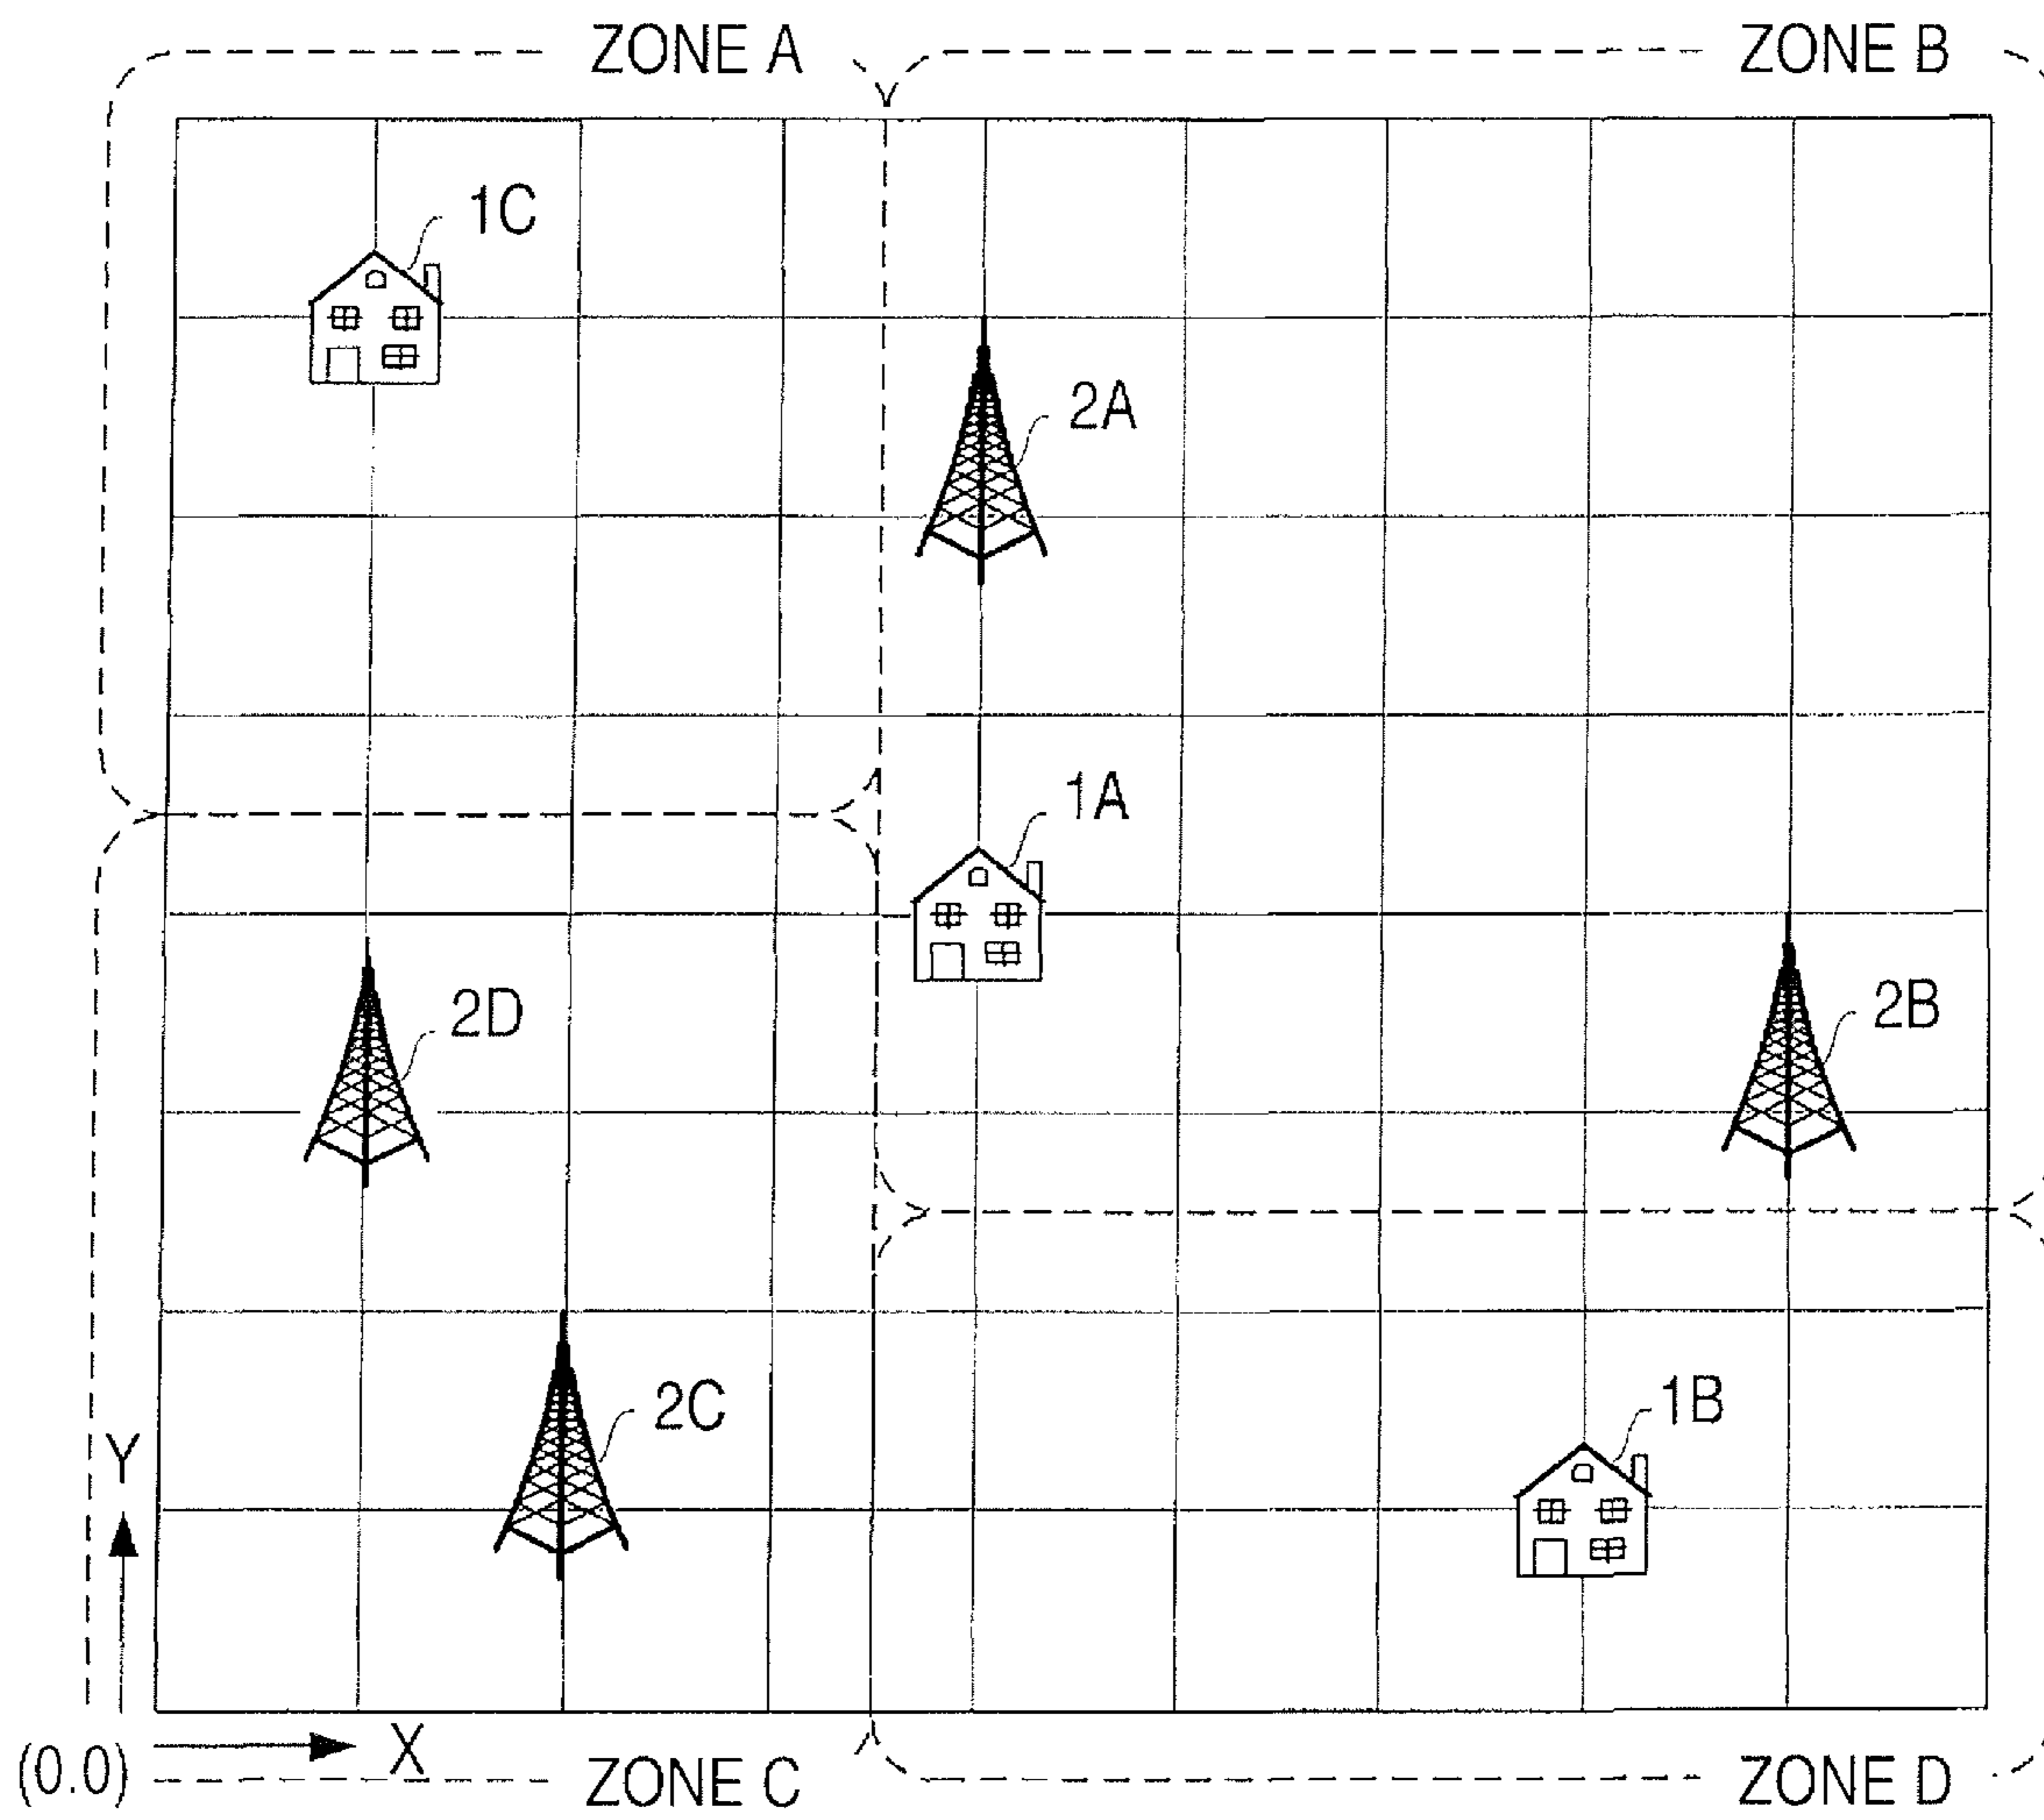 ZONE A
ZONE B
1C
2A
1A
2D
2B
2C
1B
Y
X
(0.0)
ZONE C
ZONE D